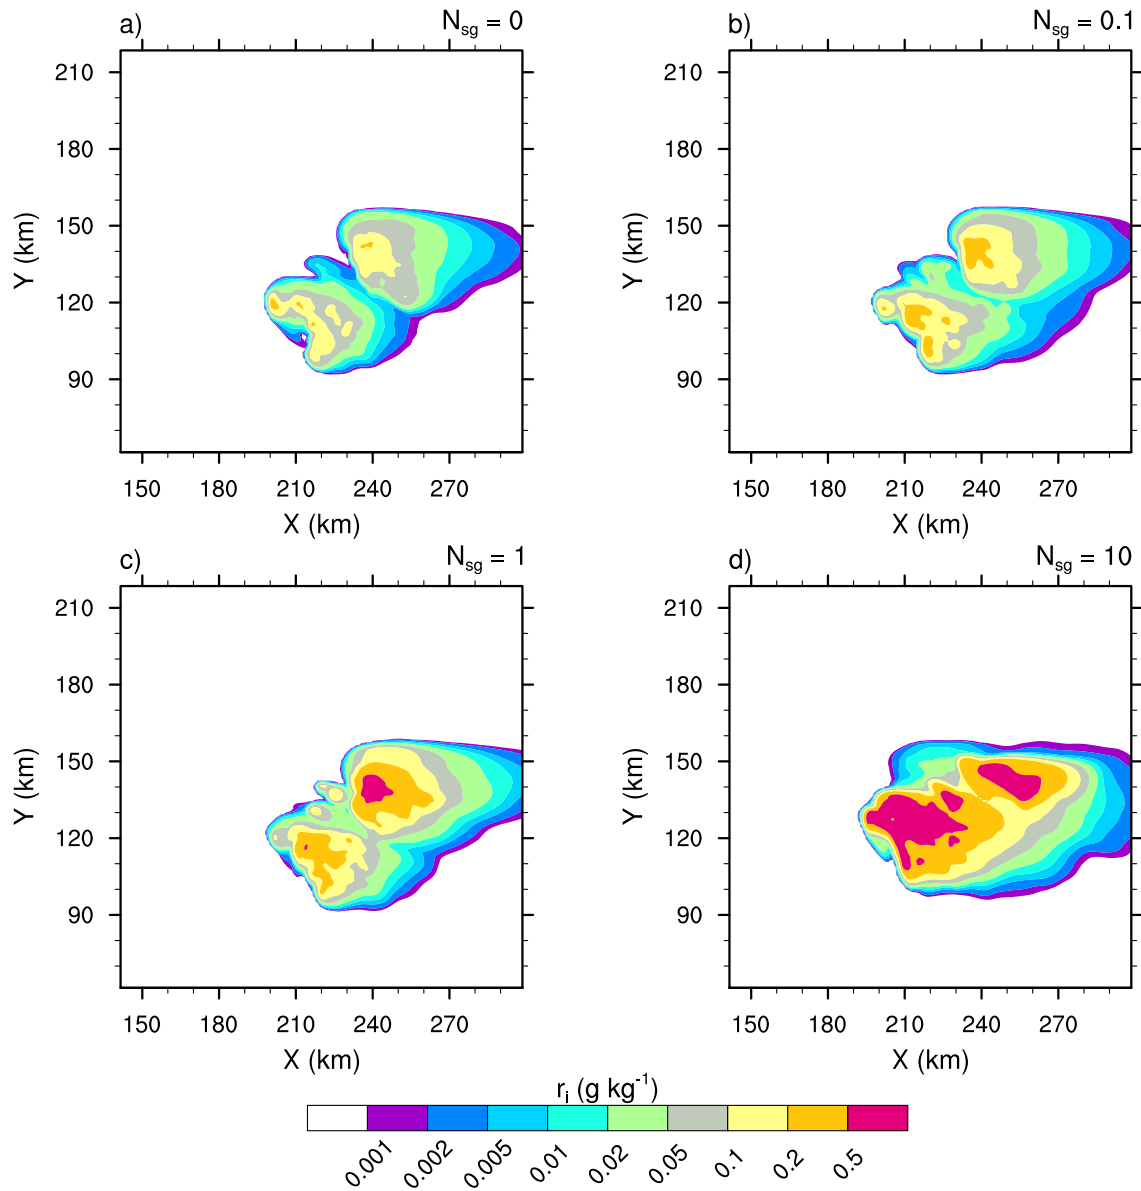 a) N_sg = 0
b) N_sg = 0.1
210
180
150
120
90
Y (km)
210
180
150
120
90
Y (km)
150 180 210 240 270
X (km)
150 180 210 240 270
X (km)
c) N_sg = 1
d) N_sg = 10
210
180
150
120
90
Y (km)
210
180
150
120
90
Y (km)
150 180 210 240 270
X (km)
150 180 210 240 270
X (km)
r_i (g kg^-1)
0.001 0.002 0.005 0.01 0.02 0.05 0.1 0.2 0.5